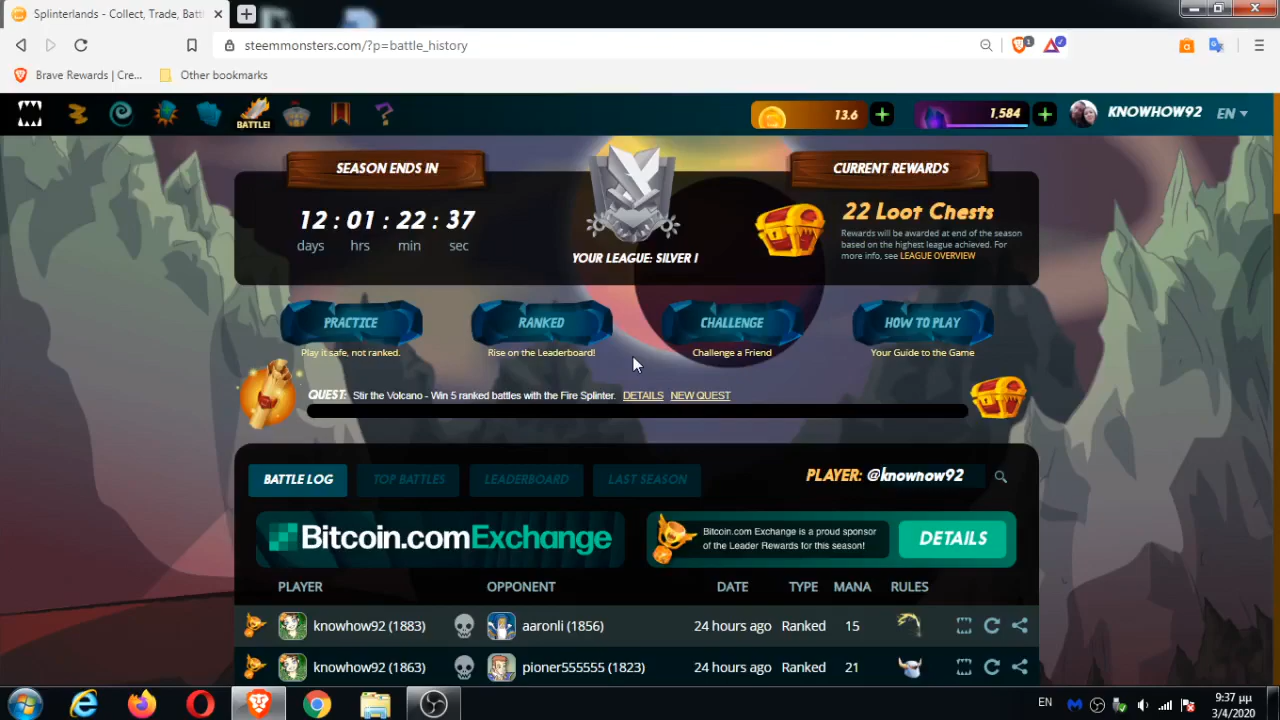 Splinterlands - Collect, Trade, Batt
steemmonsters.com/?p=battle_history
1
Brave Rewards | Cre...
Other bookmarks
BATTLE!
13.6
1,584
KNOWHOW92
EN
SEASON ENDS IN
CURRENT REWARDS
12 : 01 : 22 : 37
days hrs min sec
YOUR LEAGUE: SILVER I
22 Loot Chests
Rewards will be awarded at end of the season
based on the highest league achieved. For
more info, see LEAGUE OVERVIEW
PRACTICE
RANKED
CHALLENGE
HOW TO PLAY
Play it safe, not ranked.
Rise on the Leaderboard!
Challenge a Friend
Your Guide to the Game
QUEST: Stir the Volcano - Win 5 ranked battles with the Fire Splinter. DETAILS NEW QUEST
BATTLE LOG
TOP BATTLES
LEADERBOARD
LAST SEASON
PLAYER: @knowhow92
Bitcoin.com Exchange
Bitcoin.com Exchange is a proud sponsor
of the Leader Rewards for this season!
DETAILS
PLAYER OPPONENT DATE TYPE MANA RULES
knowhow92 (1883) aaronli (1856) 24 hours ago Ranked 15
knowhow92 (1863) pioner555555 (1823) 24 hours ago Ranked 21
EN
9:37 μμ
3/4/2020